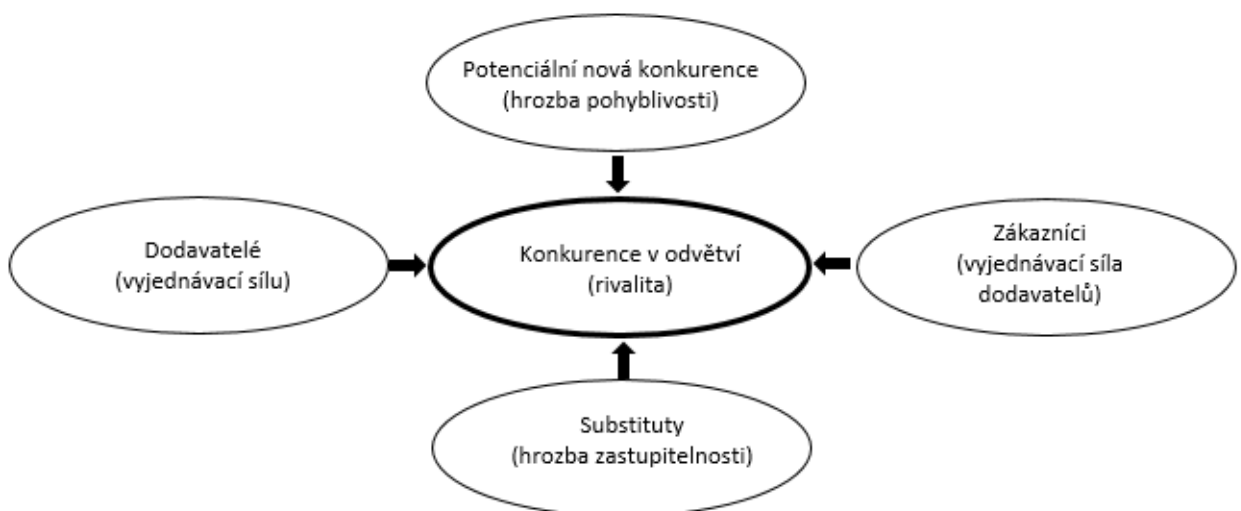 Potenciální nová konkurence
(hrozba pohyblivosti)
Dodavatelé
(vyjednávací sílu)
Konkurence v odvětví
(rivalita)
Zákazníci
(vyjednávací síla
dodavatelů)
Substituty
(hrozba zastupitelnosti)